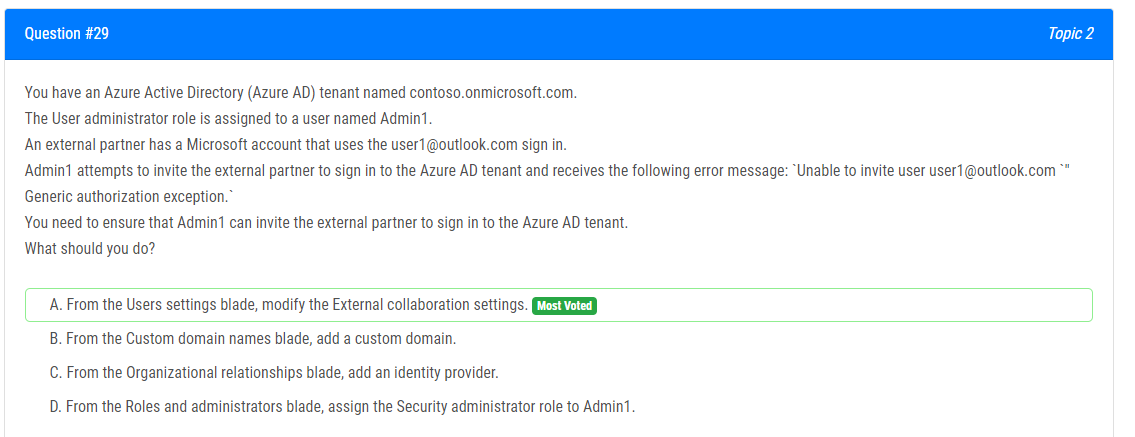 Question #29
Topic 2
You have an Azure Active Directory (Azure AD) tenant named contoso.onmicrosoft.com.
The User administrator role is assigned to a user named Admin1.
An external partner has a Microsoft account that uses the user1@outlook.com sign in.
Admin1 attempts to invite the external partner to sign in to the Azure AD tenant and receives the following error message: `Unable to invite user user1@outlook.com `"
Generic authorization exception.`
You need to ensure that Admin1 can invite the external partner to sign in to the Azure AD tenant.
What should you do?
A. From the Users settings blade, modify the External collaboration settings. Most Voted
B. From the Custom domain names blade, add a custom domain.
C. From the Organizational relationships blade, add an identity provider.
D. From the Roles and administrators blade, assign the Security administrator role to Admin1.